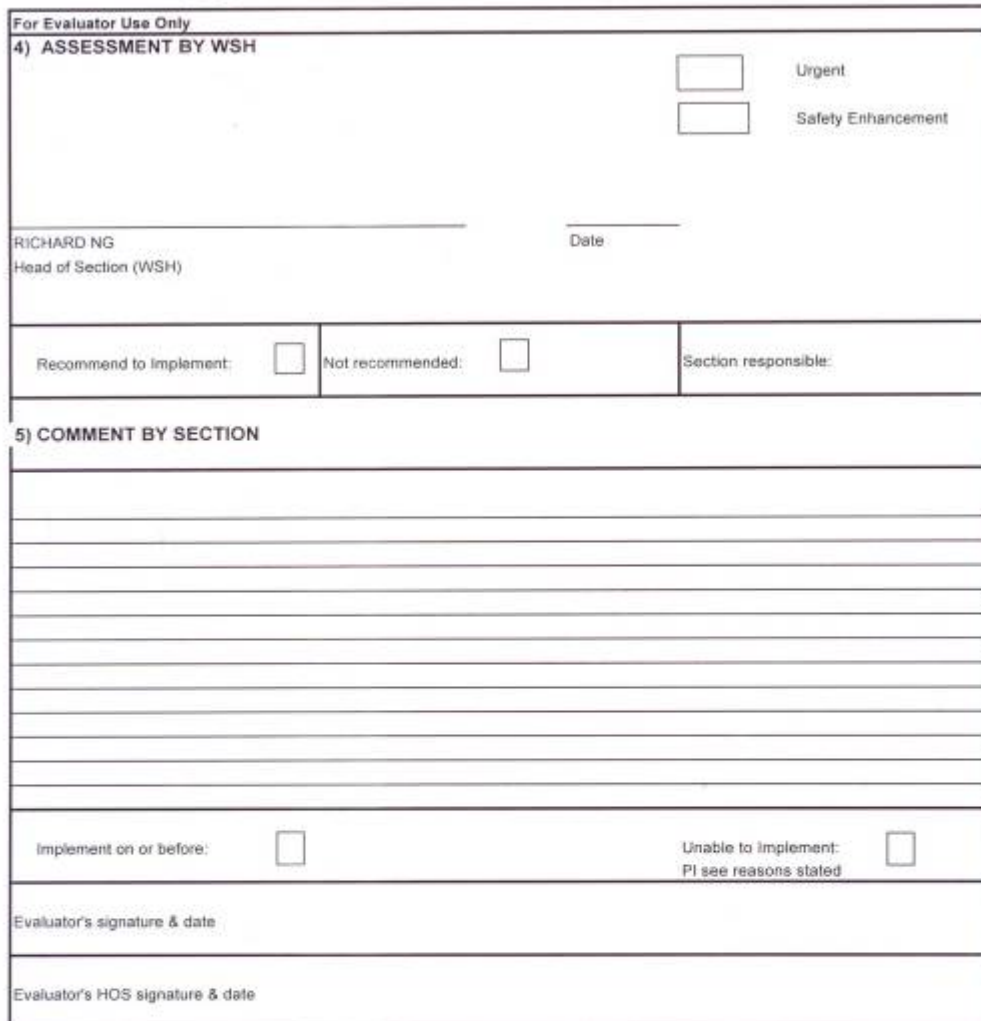 For Evaluator Use Only
4) ASSESSMENT BY WSH
Urgent
Safety Enhancement
RICHARD NG
Date
Head of Section (WSH)
Recommend to Implement:
Not recommended:
Section responsible:
5) COMMENT BY SECTION
Implement on or before:
Unable to Implement:
Pl see reasons stated
Evaluator's signature & date
Evaluator's HOS signature & date